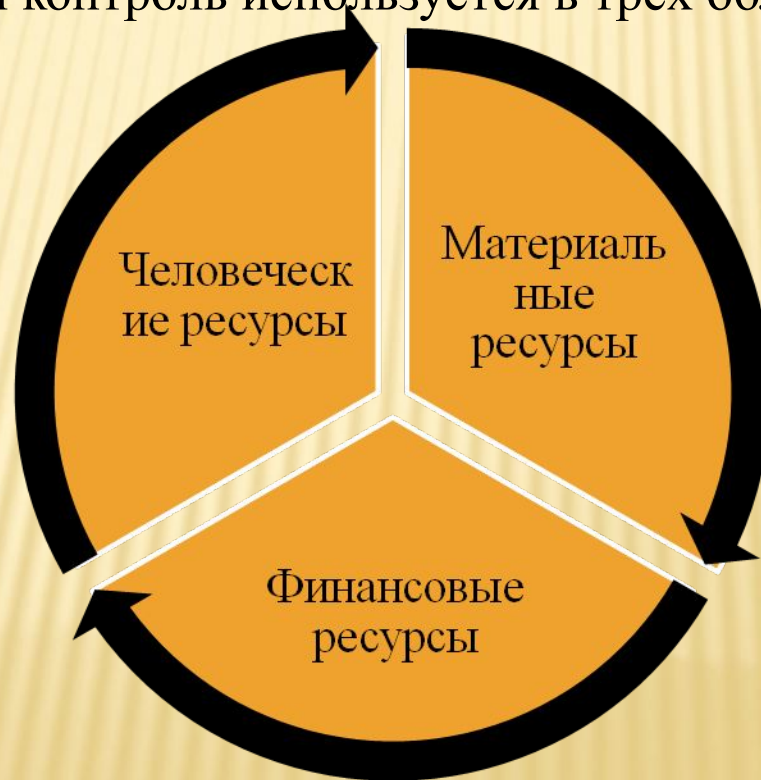 контроль используется в трех
Человеческ
ие ресурсы
Материаль
ные
ресурсы
Финансовые
ресурсы